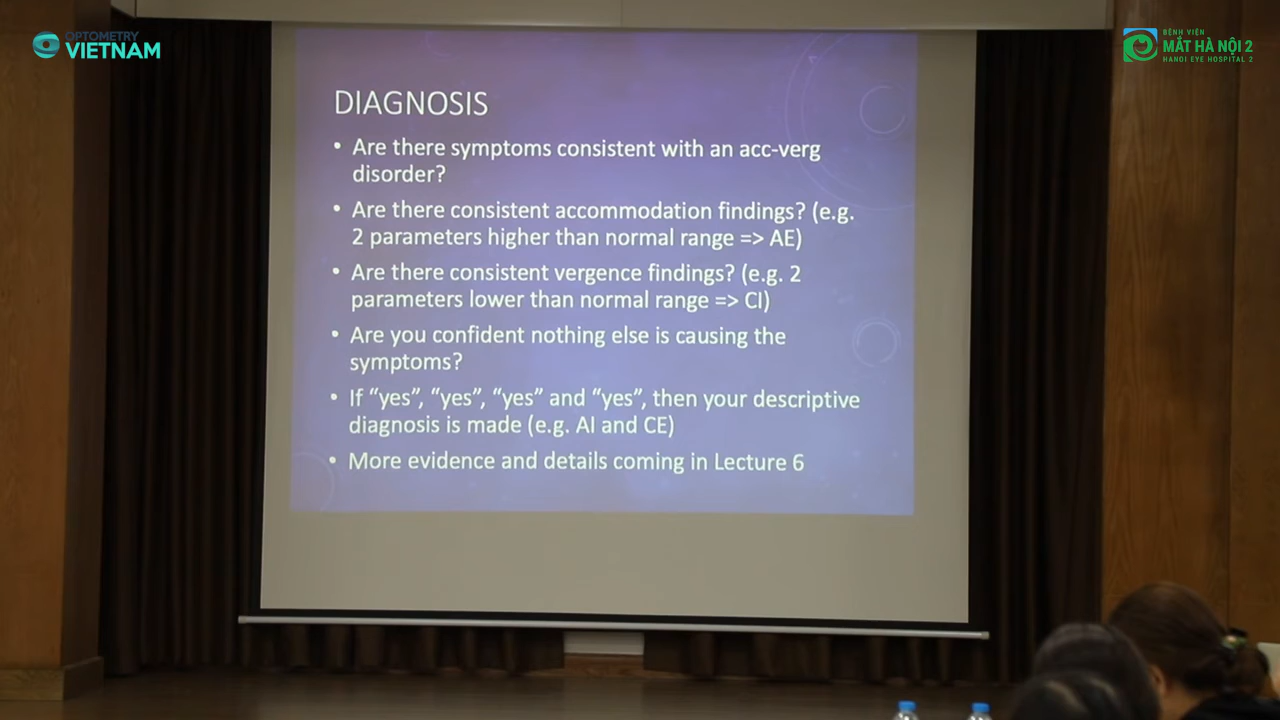 OPTOMETRY
VIETNAM
BỆNH VIỆN
MẮT HÀ NỘI 2
HANOI EYE HOSPITAL 2
DIAGNOSIS
• Are there symptoms consistent with an acc-verg
disorder?
• Are there consistent accommodation findings? (e.g.
2 parameters higher than normal range => AE)
• Are there consistent vergence findings? (e.g. 2
parameters lower than normal range => CI)
• Are you confident nothing else is causing the
symptoms?
• If “yes”, “yes”, “yes” and “yes”, then your descriptive
diagnosis is made (e.g. AI and CE)
• More evidence and details coming in Lecture 6